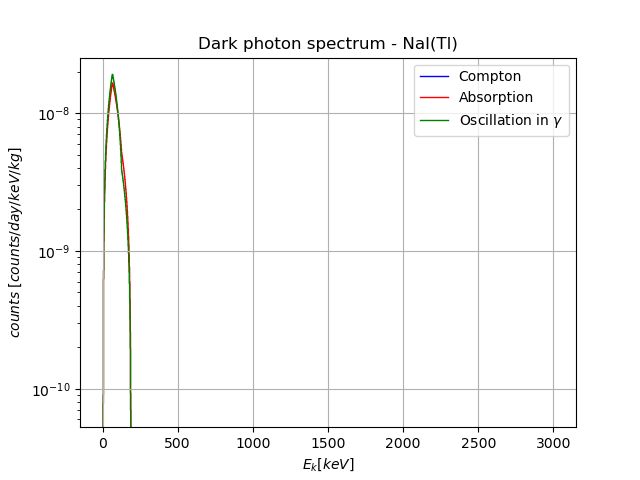 Dark photon spectrum - NaI(Tl)
Compton
Absorption
Oscillation in γ
10⁻⁸
10⁻⁹
10⁻¹⁰
counts [counts/day/keV/kg]
0 500 1000 1500 2000 2500 3000
Eₖ[keV]